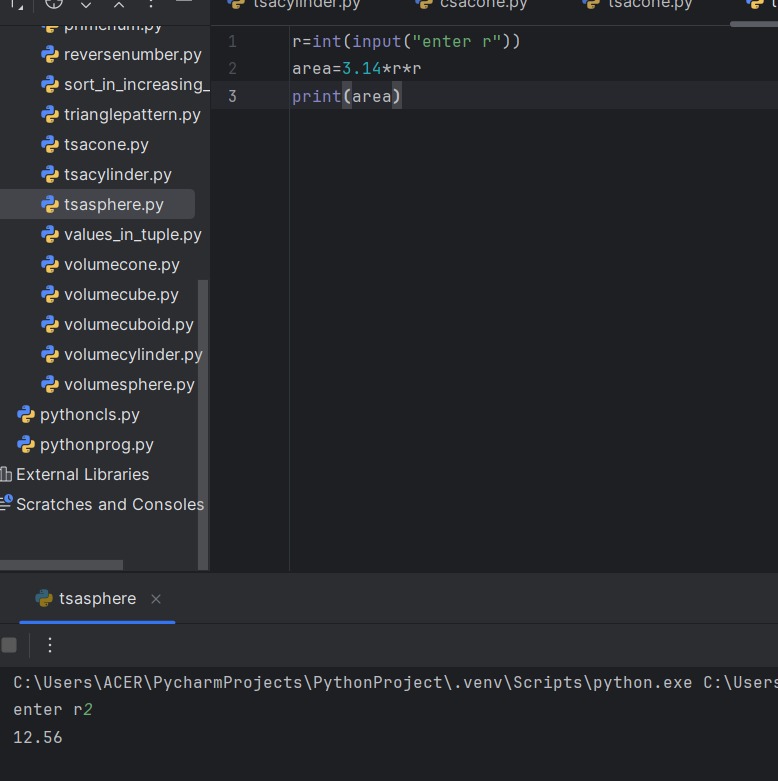 tsacylinder.py
csacone.py
tsacone.py
reversenumber.py
sort_in_increasing_
trianglepattern.py
tsacone.py
tsacylinder.py
tsasphere.py
values_in_tuple.py
volumecone.py
volumecube.py
volumecuboid.py
volumecylinder.py
volumesphere.py
pythoncls.py
pythonprog.py
External Libraries
Scratches and Consoles
1 r=int(input("enter r"))
2 area=3.14*r*r
3 print(area)
tsasphere
C:\Users\ACER\PycharmProjects\PythonProject\.venv\Scripts\python.exe C:\Users
enter r2
12.56